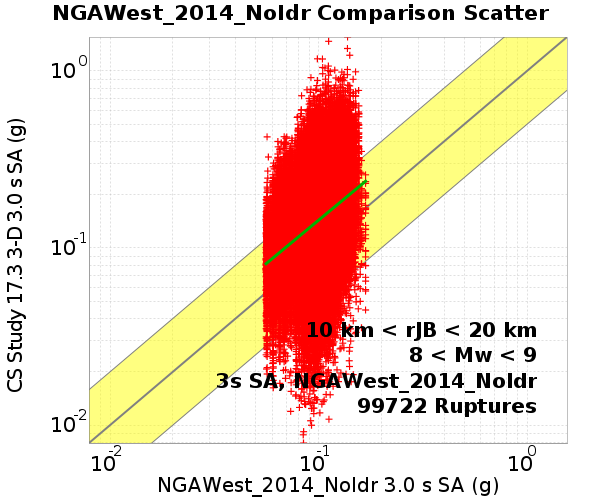 NGAWest_2014_NoIdr Comparison Scatter
CS Study 17.3 3-D 3.0 s SA (g)
10^0
10^-1
10^-2
10 km < rJB < 20 km
8 < Mw < 9
3s SA, NGAWest_2014_NoIdr
99722 Ruptures
10^-2 10^-1 10^0
NGAWest_2014_NoIdr 3.0 s SA (g)